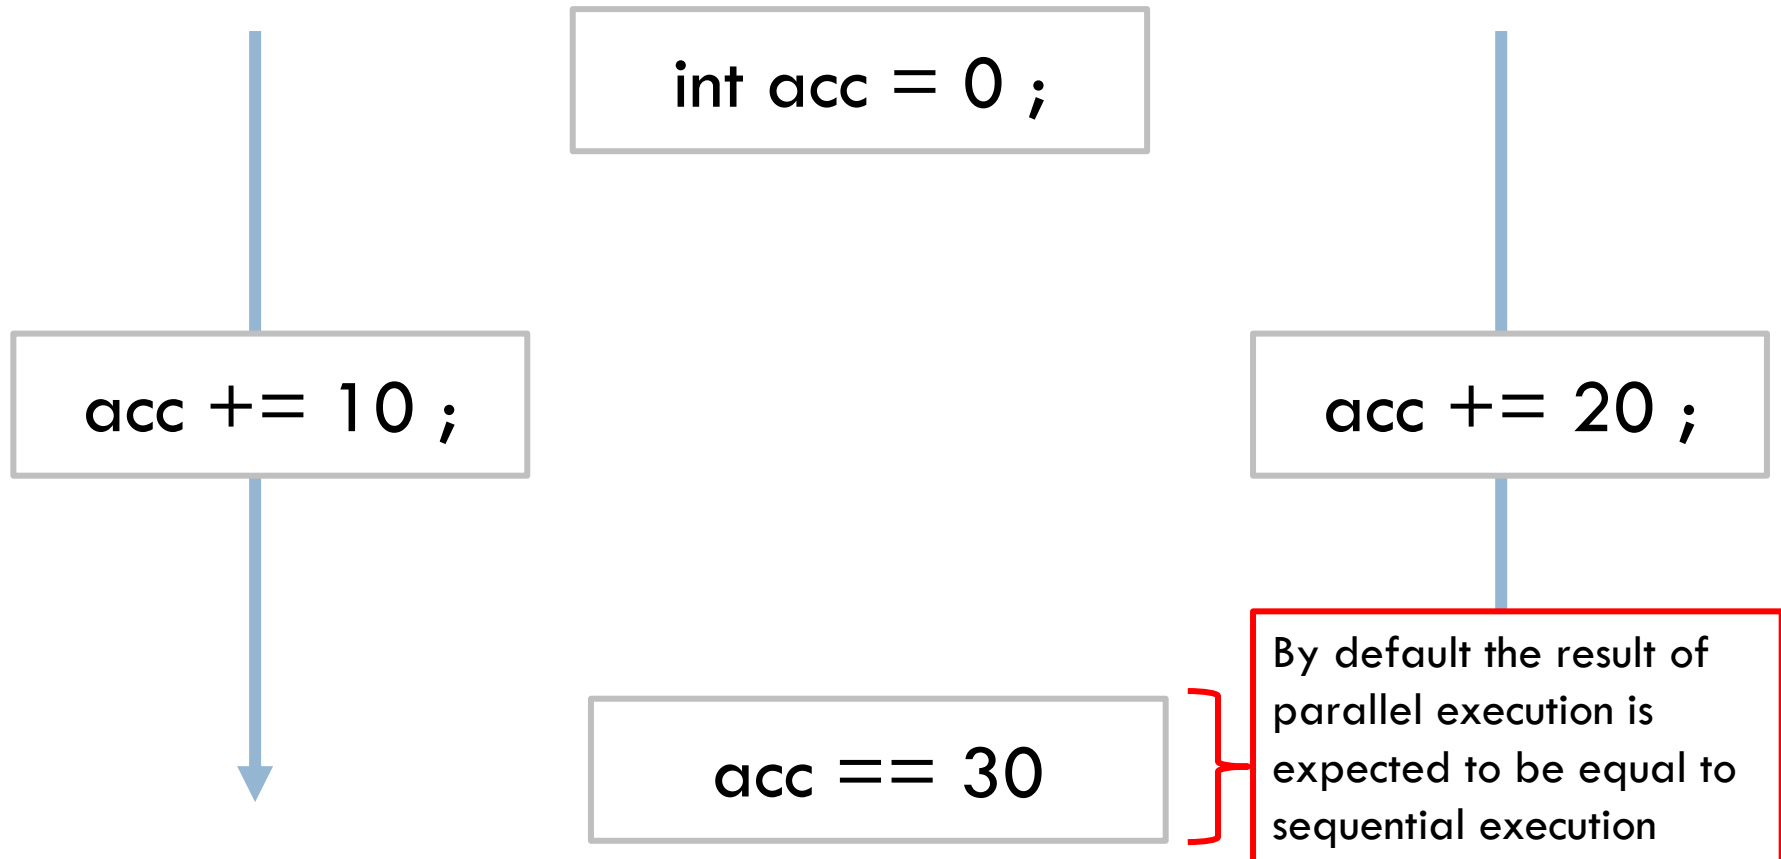 int acc = 0 ;
acc += 10 ;
acc += 20 ;
acc == 30
By default the result of
parallel execution is
expected to be equal to
sequential execution